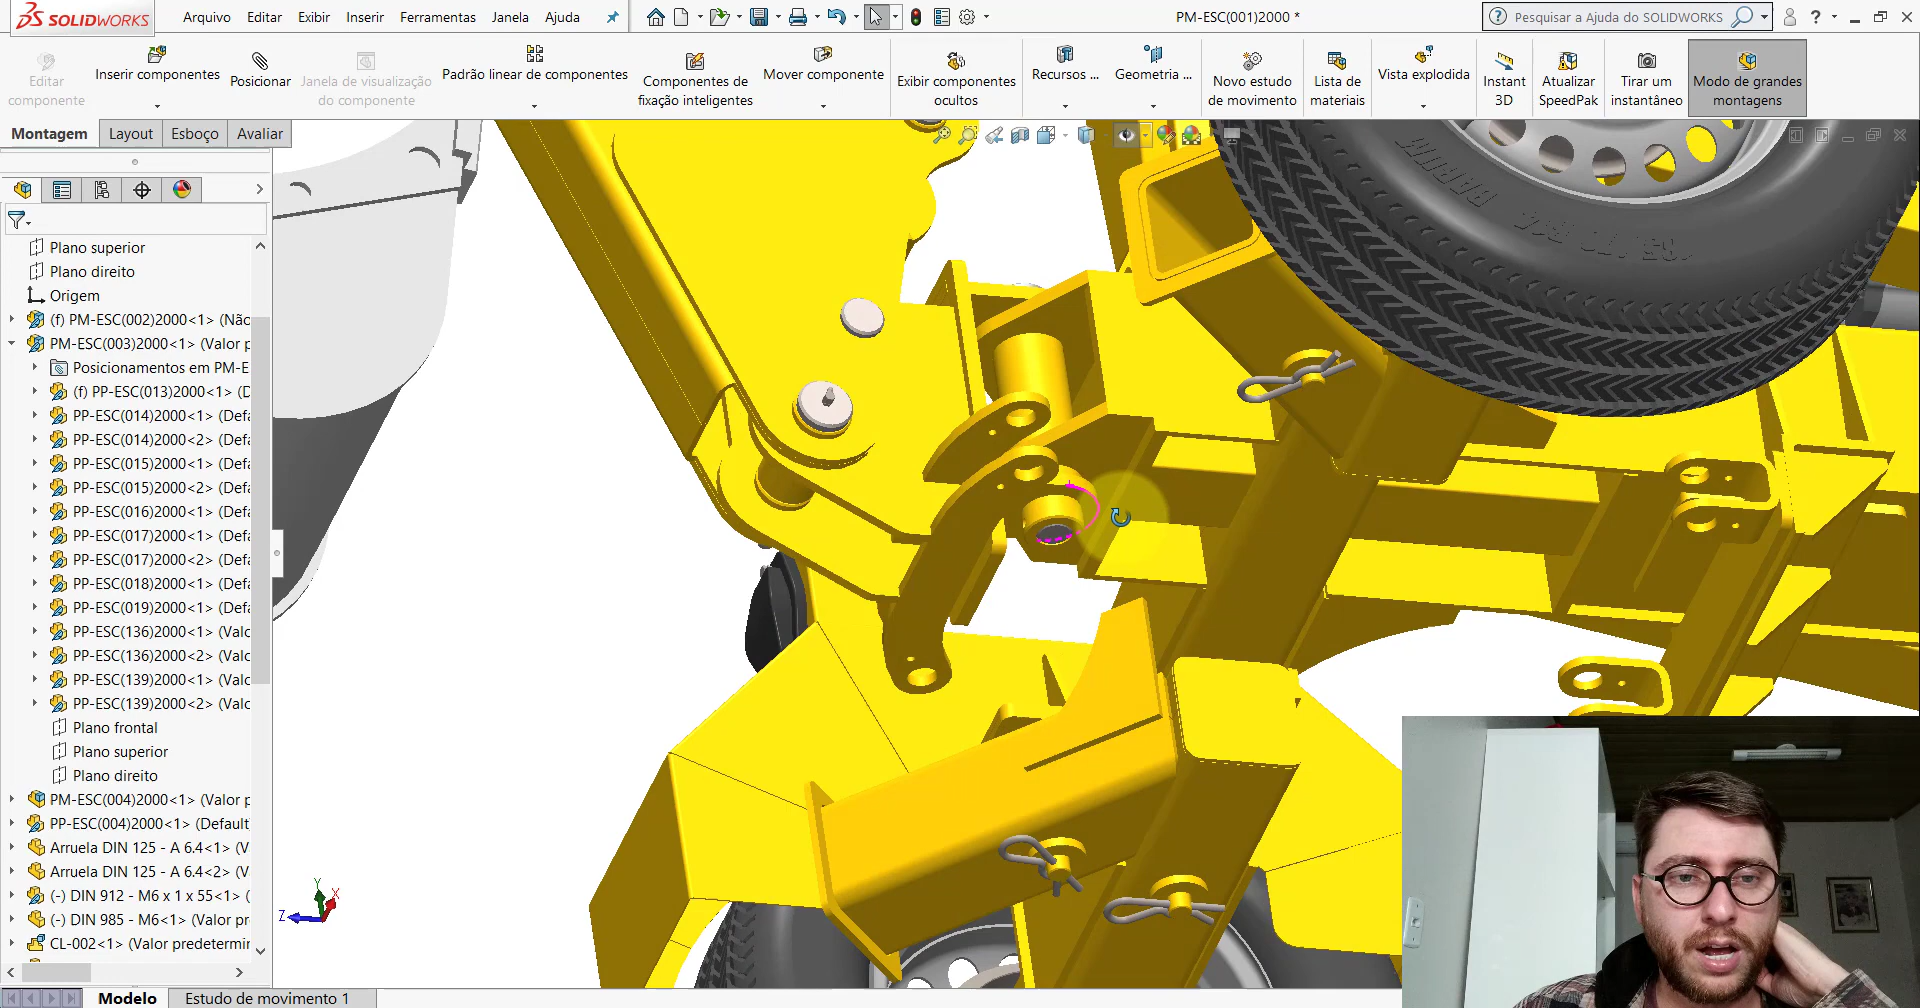 SOLIDWORKS
Arquivo Editar Exibir Inserir Ferramentas Janela Ajuda
PM-ESC(001)2000 *
Pesquisar a Ajuda do SOLIDWORKS
Editar componente
Inserir componentes
Posicionar
Janela de visualização do componente
Padrão linear de componentes
Componentes de fixação inteligentes
Mover componente
Exibir componentes ocultos
Recursos ...
Geometria ...
Novo estudo de movimento
Lista de materiais
Vista explodida
Instant 3D
Atualizar SpeedPak
Tirar um instantâneo
Modo de grandes montagens
Montagem Layout Esboço Avaliar
Plano superior
Plano direito
Origem
(f) PM-ESC(002)2000<1> (Não
PM-ESC(003)2000<1> (Valor p
Posicionamentos em PM-E
(f) PP-ESC(013)2000<1> (D
PP-ESC(014)2000<1> (Defa
PP-ESC(014)2000<2> (Defa
PP-ESC(015)2000<1> (Defa
PP-ESC(015)2000<2> (Defa
PP-ESC(016)2000<1> (Defa
PP-ESC(017)2000<1> (Defa
PP-ESC(017)2000<2> (Defa
PP-ESC(018)2000<1> (Defa
PP-ESC(019)2000<1> (Defa
PP-ESC(136)2000<1> (Valo
PP-ESC(136)2000<2> (Valo
PP-ESC(139)2000<1> (Valo
PP-ESC(139)2000<2> (Valo
Plano frontal
Plano superior
Plano direito
PM-ESC(004)2000<1> (Valor p
PP-ESC(004)2000<1> (Default
Arruela DIN 125 - A 6.4<1> (V
Arruela DIN 125 - A 6.4<2> (V
(-) DIN 912 - M6 x 1 x 55<1> (
(-) DIN 985 - M6<1> (Valor pr
CL-002<1> (Valor predetermir
Y
X
Z
Modelo Estudo de movimento 1